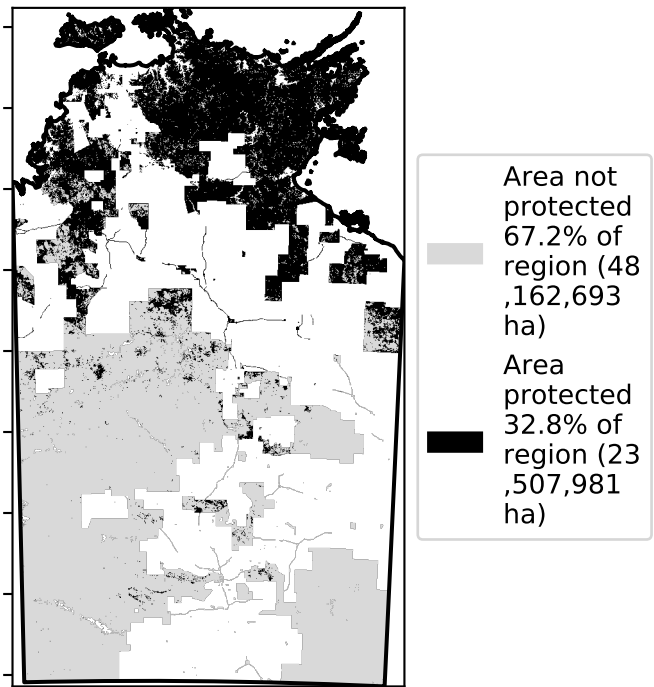 Area not
protected
67.2% of
region (48
,162,693
ha)
Area
protected
32.8% of
region (23
,507,981
ha)